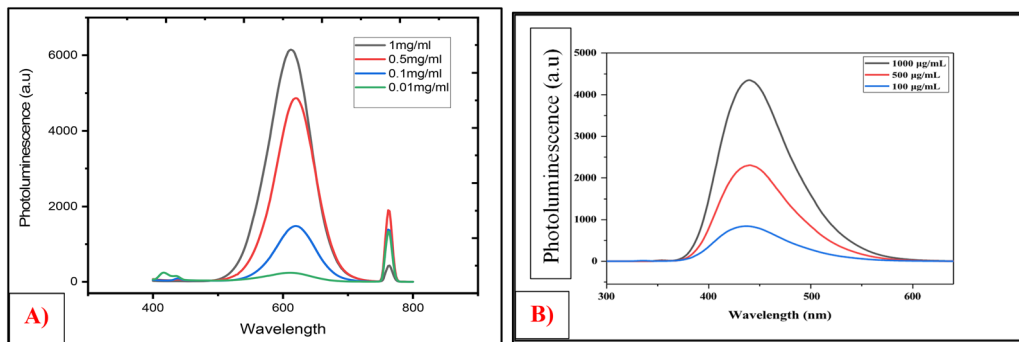 Photoluminescence (a.u)
6000
4000
2000
0
400
600
800
Wavelength
1mg/ml
0.5mg/ml
0.1mg/ml
0.01mg/ml
A)
Photoluminescence (a.u)
5000
4000
3000
2000
1000
0
300
400
500
600
Wavelength (nm)
1000 µg/mL
500 µg/mL
100 µg/mL
B)